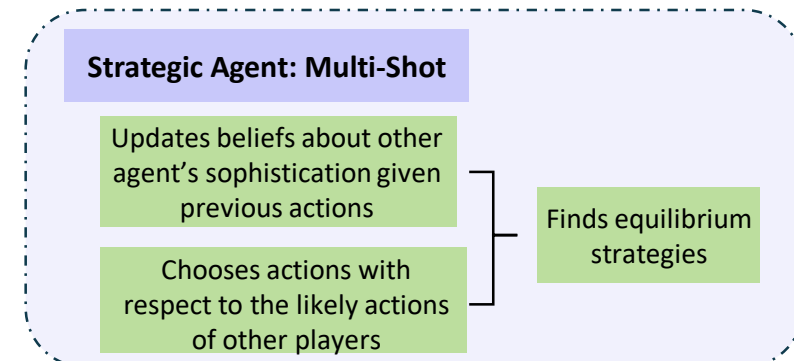 Strategic Agent: Multi-Shot
Updates beliefs about other
agent’s sophistication given
previous actions
Finds equilibrium
strategies
Chooses actions with
respect to the likely actions
of other players